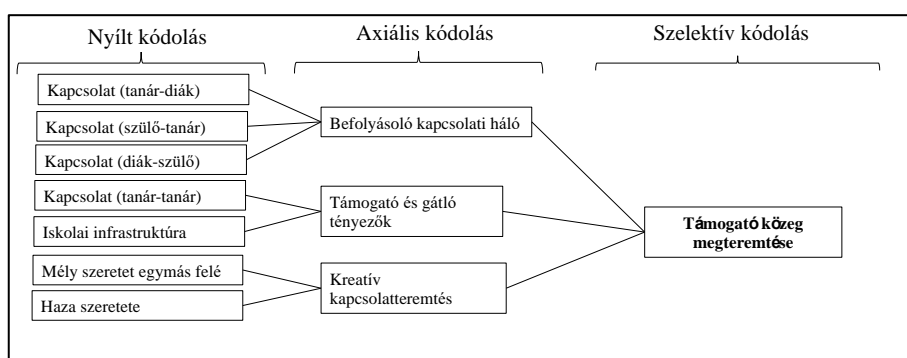 Nyílt kódolás
Axiális kódolás
Szelektív kódolás
Kapcsolat (tanár-diák)
Kapcsolat (szülő-tanár)
Kapcsolat (diák-szülő)
Kapcsolat (tanár-tanár)
Iskolai infrastruktúra
Mély szeretet egymás felé
Haza szeretete
Befolyásoló kapcsolati háló
Támogató és gátló
tényezők
Kreatív
kapcsolatteremtés
Támogató közeg
megteremtése